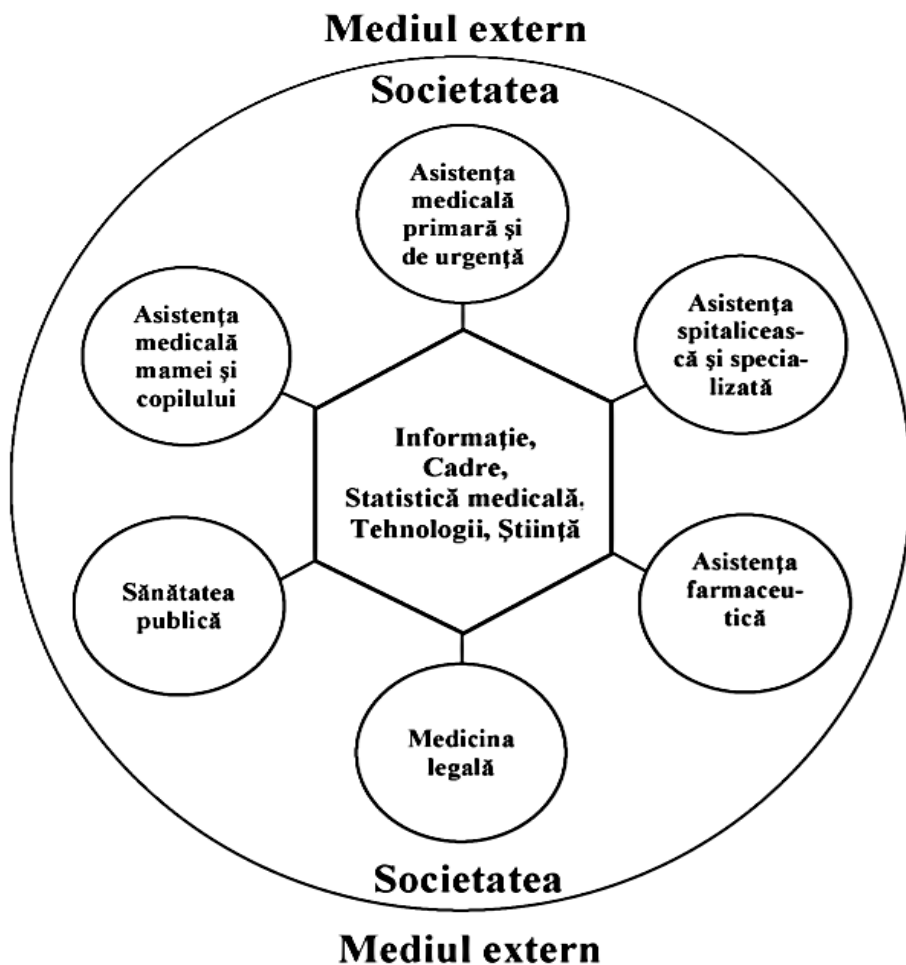 Mediul extern
Societatea
Asistenţa
medicală
primară şi
de urgenţă
Asistenţa
medicală
mamei şi
copilului
Asistenţa
spitaliceas-
că şi specia-
lizată
Informaţie,
Cadre,
Statistică medicală,
Tehnologii, Ştiinţă
Sănătatea
publică
Asistenţa
farmaceu-
tică
Medicina
legală
Societatea
Mediul extern